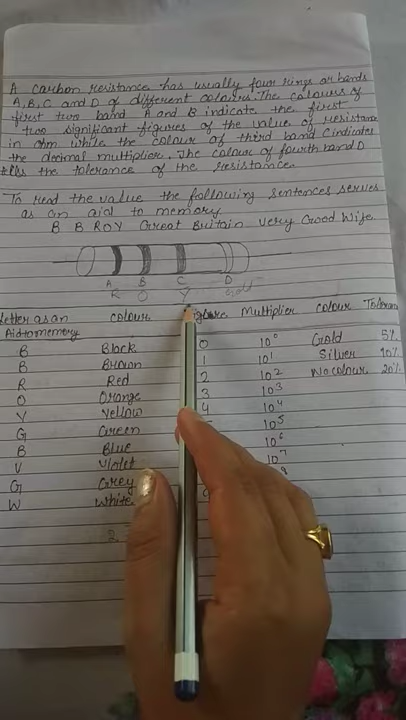 A carbon resistance has usually four rings or bands
A, B, C and D of different colours. The colours of
first two band A and B indicate the first
two significant figures of the value of resistance
in ohm while the colour of third band C indicates
the decimal multiplier. The colour of fourth band D
tells the tolerance of the resistance.
To read the value the following sentences serves
as an aid to memory.
B B ROY Great Britain Very Good Wife.
A B C D
R O Y Gold
Letter as an Aid to memory colour Figure Multiplier colour Tolerance
B Black 0 10⁰ Gold 5%
B Brown 1 10¹ Silver 10%
R Red 2 10² No colour 20%
O Orange 3 10³
Y Yellow 4 10⁴
G Green 10⁵
B Blue 10⁶
V Violet 10⁷
G Grey
W White 9
2